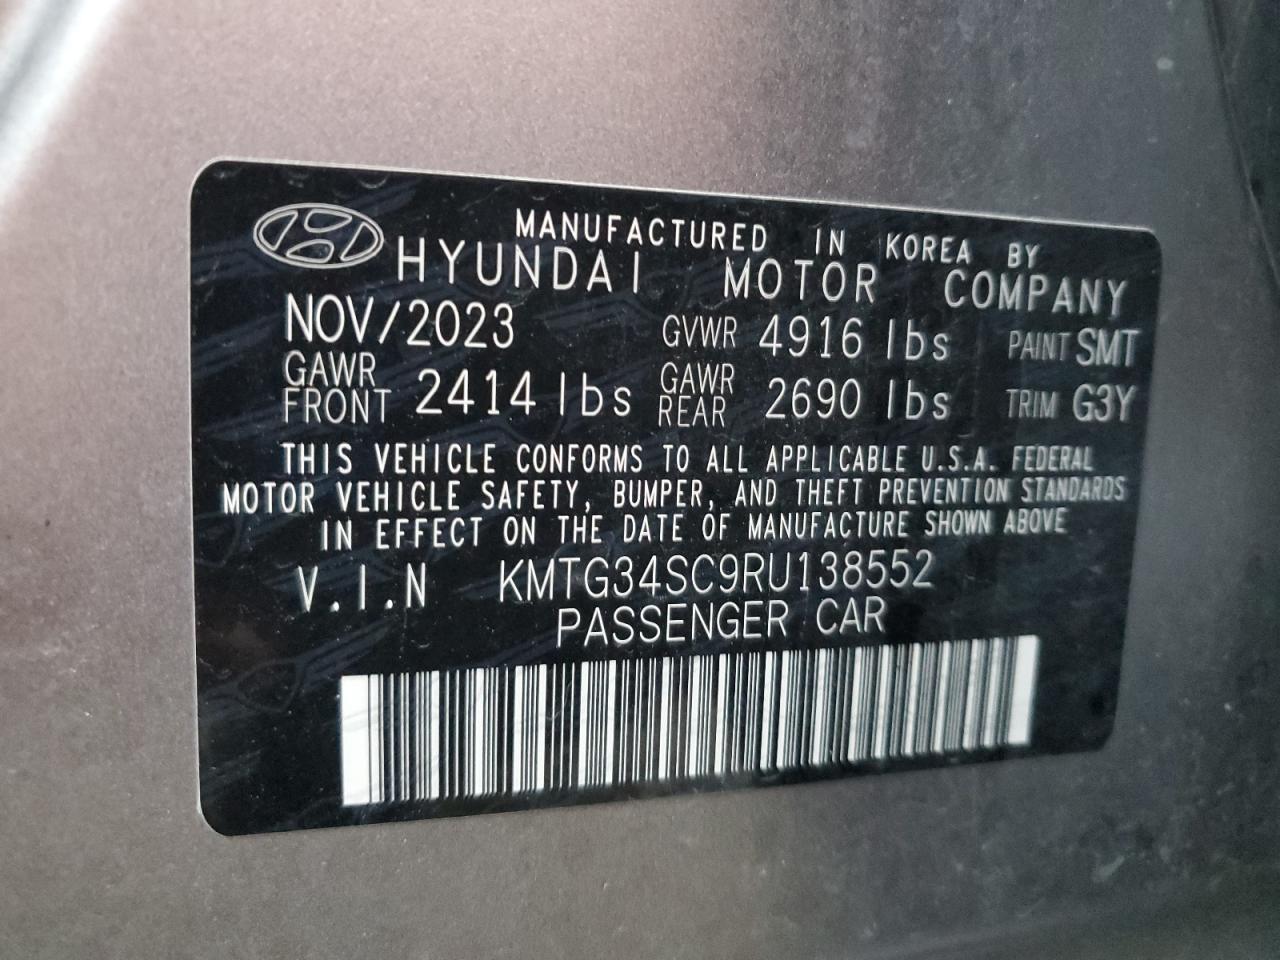 MANUFACTURED IN KOREA BY
HYUNDAI MOTOR COMPANY
NOV/2023 GVWR 4916 lbs PAINT SMT
GAWR FRONT 2414 lbs GAWR REAR 2690 lbs TRIM G3Y
THIS VEHICLE CONFORMS TO ALL APPLICABLE U.S.A. FEDERAL
MOTOR VEHICLE SAFETY, BUMPER, AND THEFT PREVENTION STANDARDS
IN EFFECT ON THE DATE OF MANUFACTURE SHOWN ABOVE
V.I.N KMTG34SC9RU138552
PASSENGER CAR